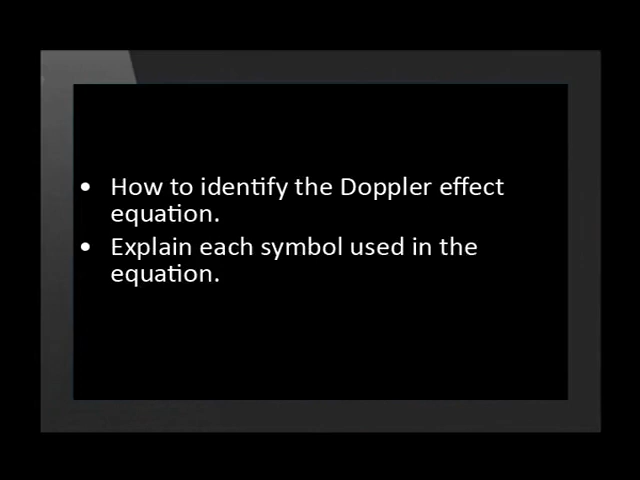 • How to identify the Doppler effect
equation.
• Explain each symbol used in the
equation.